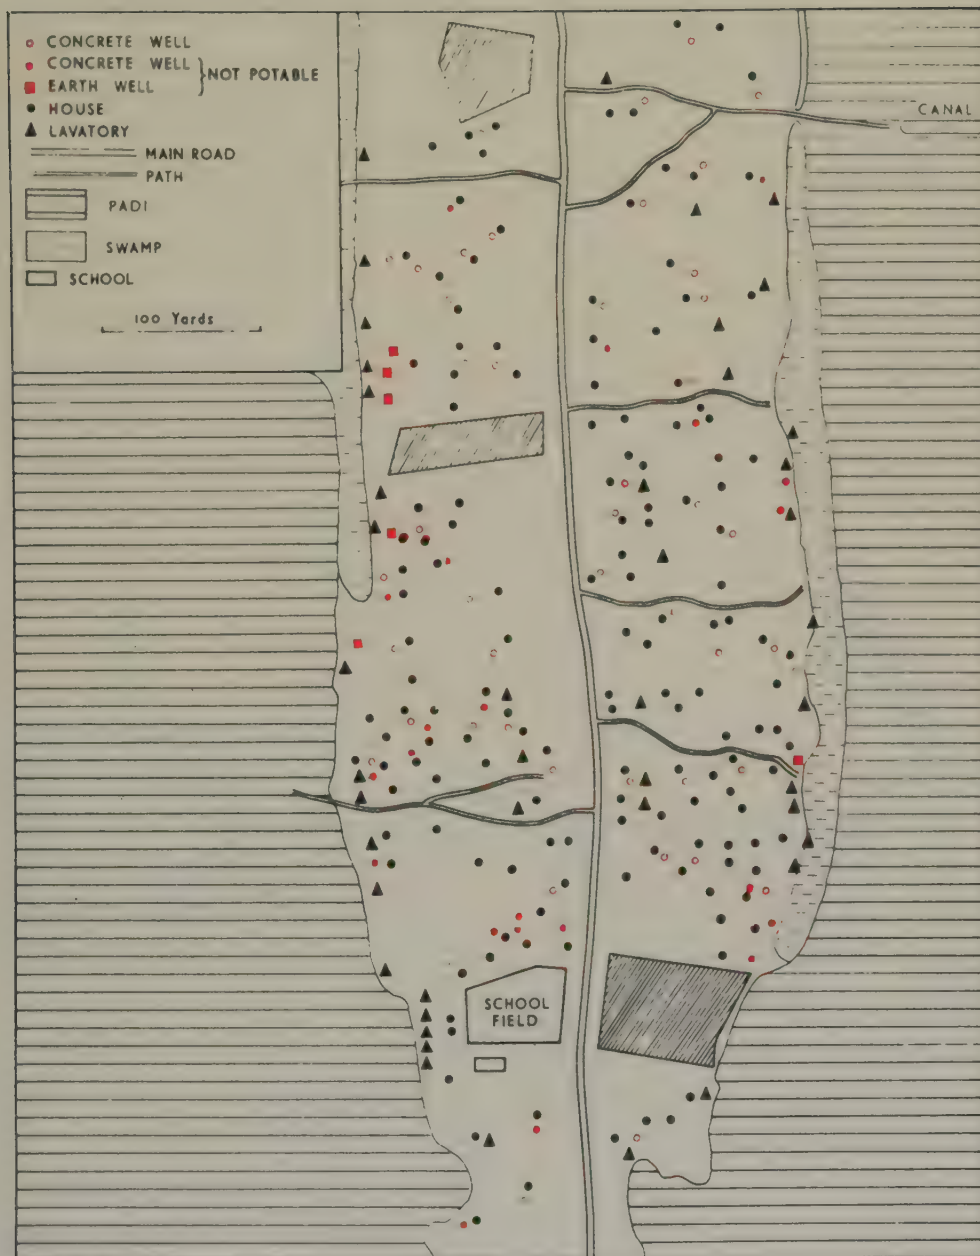 CONCRETE WELL
CONCRETE WELL
EARTH WELL
NOT POTABLE
HOUSE
LAVATORY
MAIN ROAD
PATH
PADI
SWAMP
SCHOOL
100 Yards
CANAL
SCHOOL
FIELD